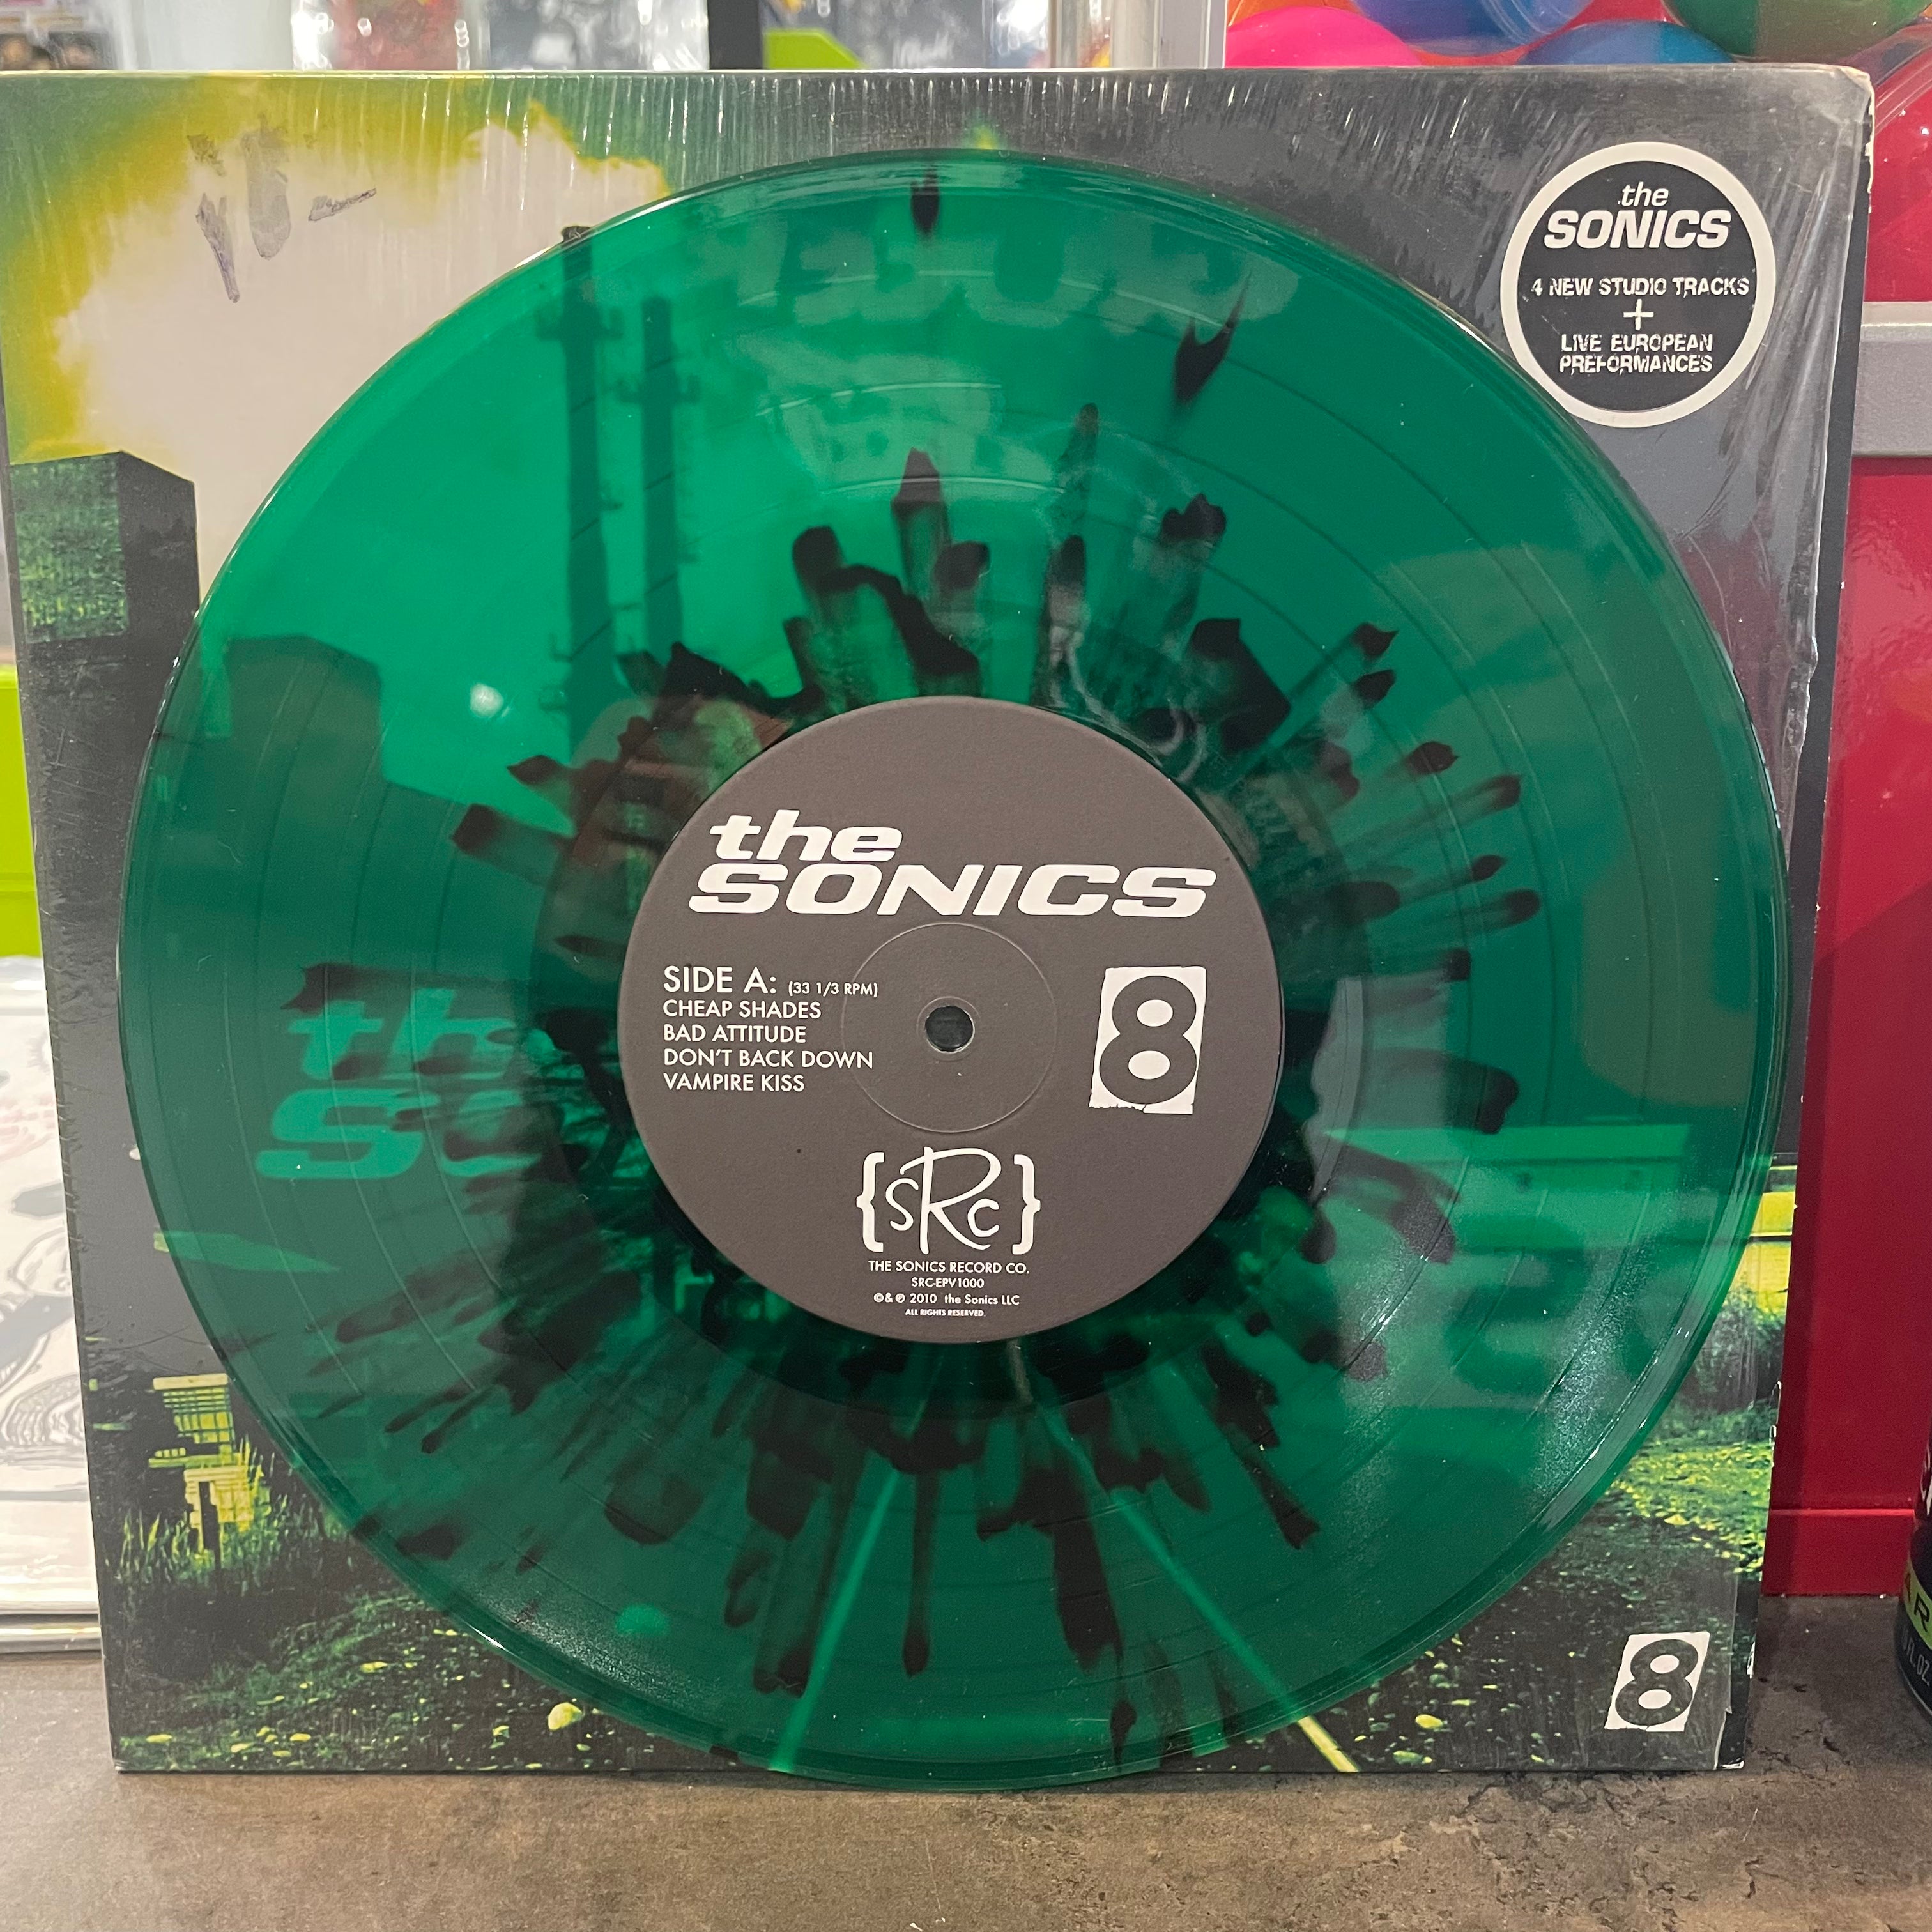 the
SONICS
4 NEW STUDIO TRACKS
+
LIVE EUROPEAN
PREFORMANCES
the
SONICS
SIDE A: (33 1/3 RPM)
CHEAP SHADES
BAD ATTITUDE
DON'T BACK DOWN
VAMPIRE KISS
8
{SRC}
THE SONICS RECORD CO.
SRC-EPV1000
©& ℗ 2010 the Sonics LLC
ALL RIGHTS RESERVED.
8